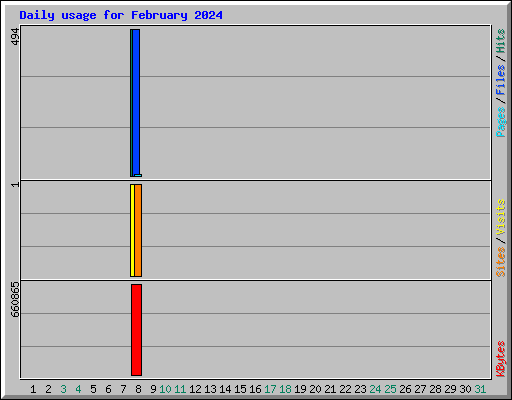 Daily usage for February 2024
494
Pages / Files / Hits
1
Sites / Visits
660865
KBytes
1 2 3 4 5 6 7 8 9 10 11 12 13 14 15 16 17 18 19 20 21 22 23 24 25 26 27 28 29 30 31